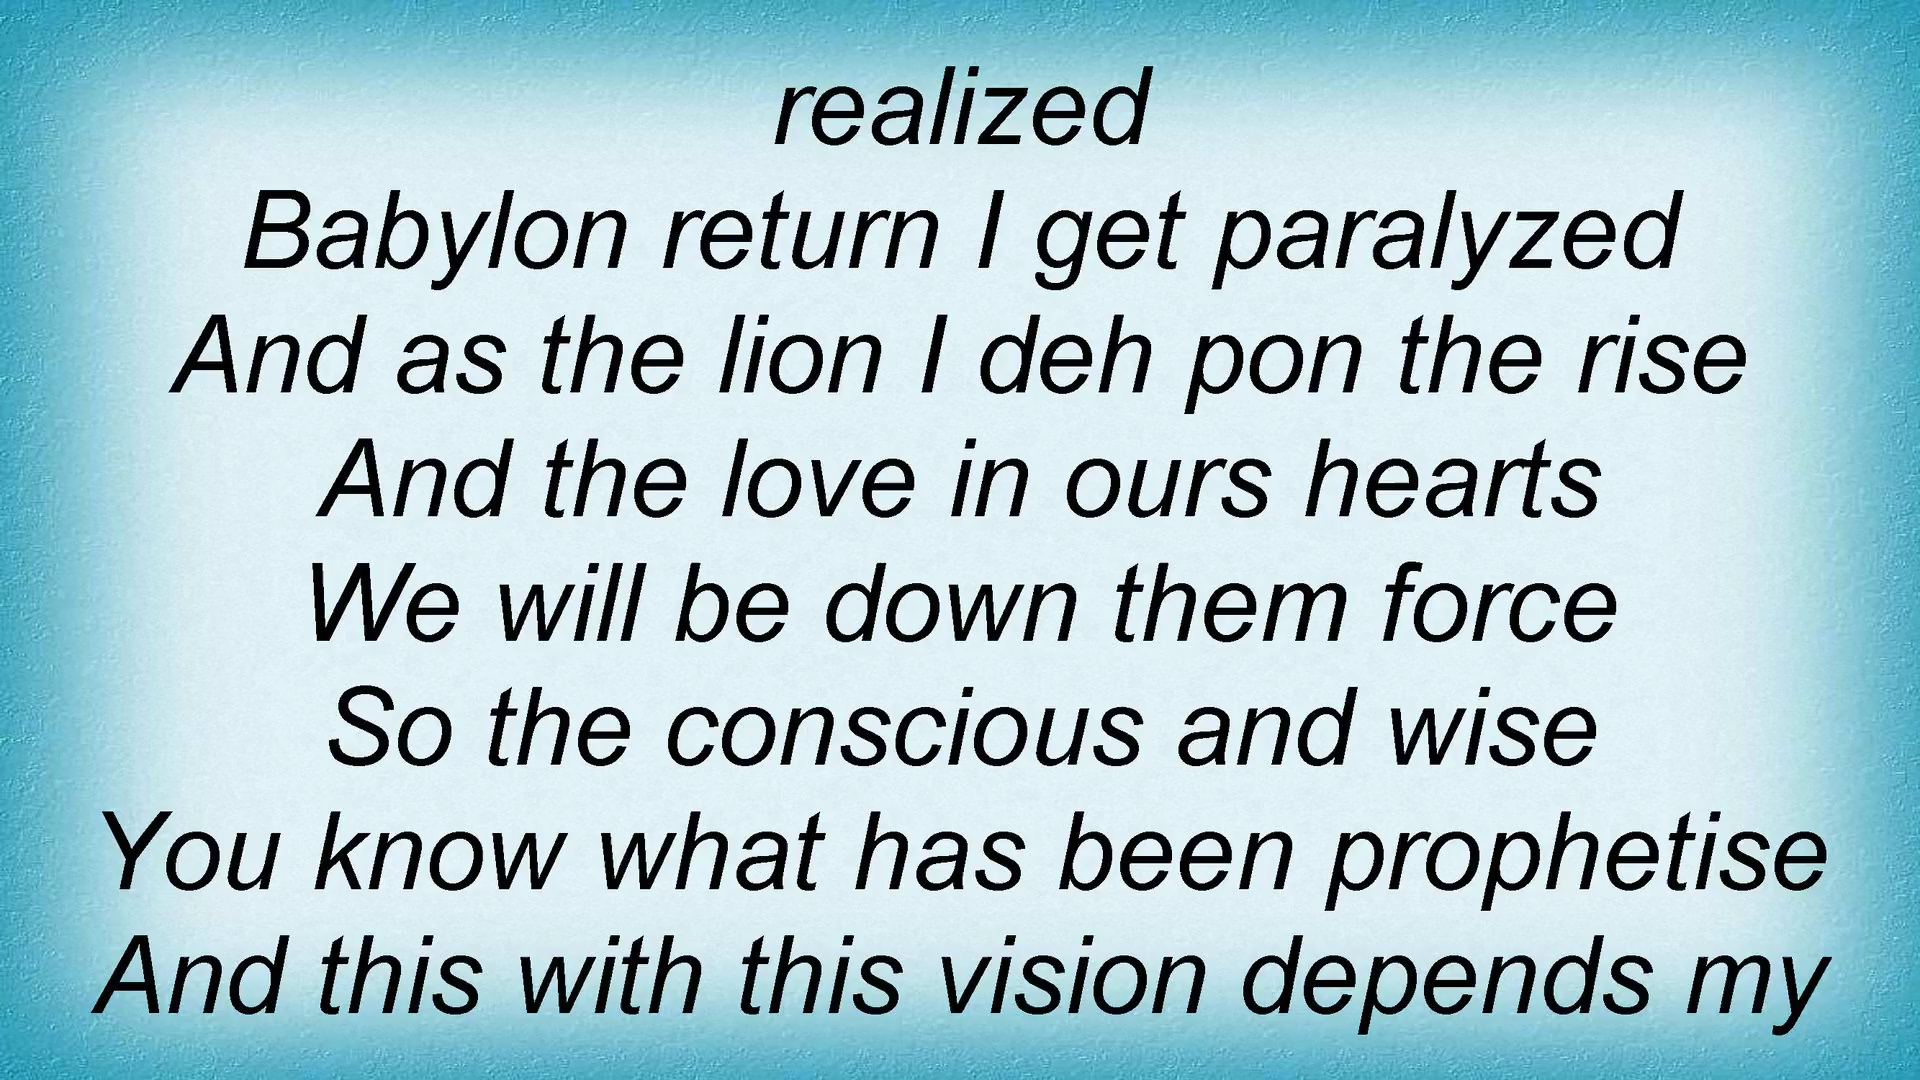 realized
Babylon return I get paralyzed
And as the lion I deh pon the rise
And the love in ours hearts
We will be down them force
So the conscious and wise
You know what has been prophetise
And this with this vision depends my